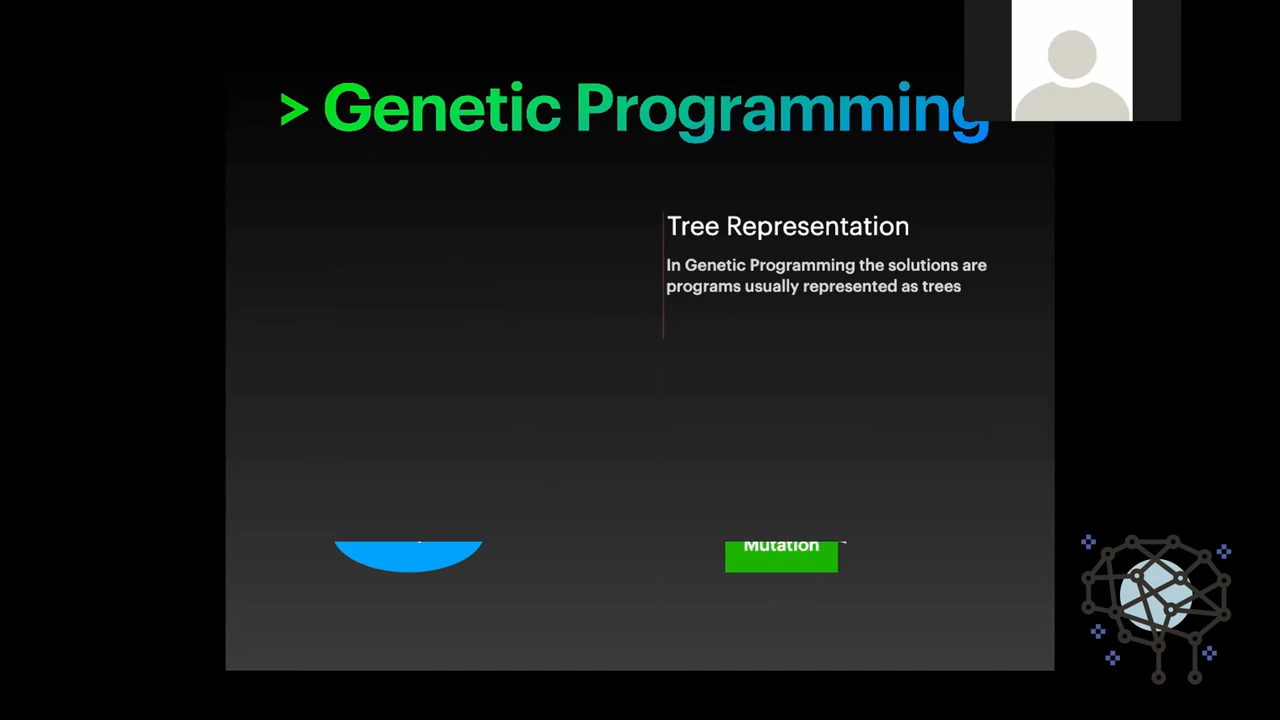 > Genetic Programming
Tree Representation
In Genetic Programming the solutions are
programs usually represented as trees
Mutation